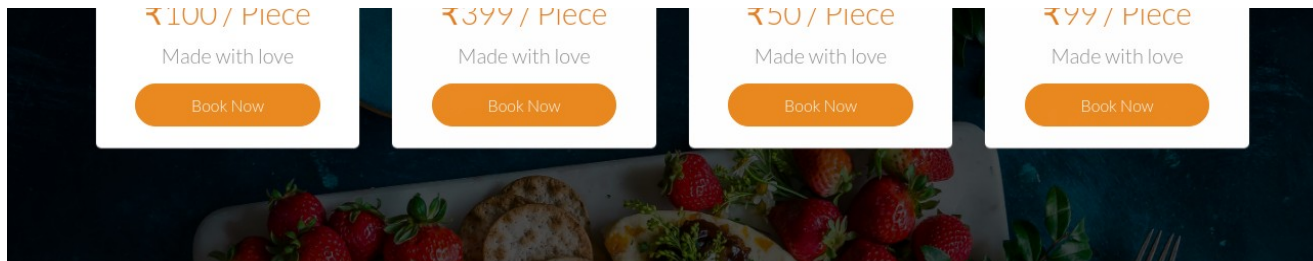 ₹100 / Piece
Made with love
Book Now
₹399 / Piece
Made with love
Book Now
₹50 / Piece
Made with love
Book Now
₹99 / Piece
Made with love
Book Now